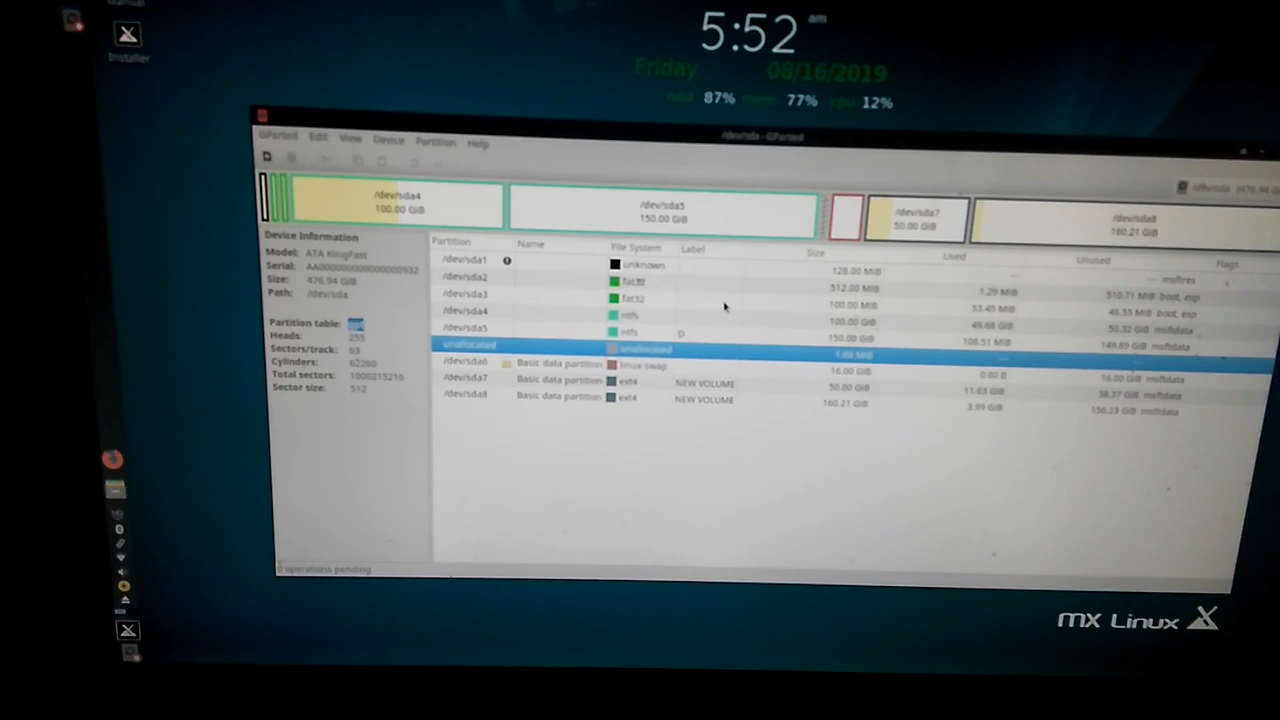 Installer
5:52 am
Friday 08/16/2019
87% mem 77% cpu 12%
/dev/sda - GParted
GParted Edit View Device Partition Help
/dev/sda4
100.00 GiB
/dev/sda5
150.00 GiB
/dev/sda7
50.00 GiB
/dev/sda8
160.21 GiB
Device Information
Model: ATA KingFast
Size: 476.94 GiB
Path: /dev/sda
Partition table:
Heads: 255
Sectors/track: 63
Cylinders: 62260
Total sectors: 1000215216
Sector size: 512
Partition Name File System Label Size Used Unused Flags
/dev/sda1 unknown 128.00 MiB --- --- msftres
/dev/sda2 fat32 512.00 MiB 1.29 MiB 510.71 MiB boot, esp
/dev/sda3 fat32 100.00 MiB 53.45 MiB 46.55 MiB boot, esp
/dev/sda4 ntfs 100.00 GiB 49.68 GiB 50.32 GiB msftdata
/dev/sda5 ntfs D 150.00 GiB 108.51 MiB 149.89 GiB msftdata
unallocated unallocated 1.00 MiB --- ---
/dev/sda6 Basic data partition linux-swap 16.00 GiB 0.00 B 16.00 GiB msftdata
/dev/sda7 Basic data partition ext4 NEW VOLUME 50.00 GiB 11.63 GiB 38.37 GiB msftdata
/dev/sda8 Basic data partition ext4 NEW VOLUME 160.21 GiB 3.99 GiB 156.23 GiB msftdata
0 operations pending
MX Linux